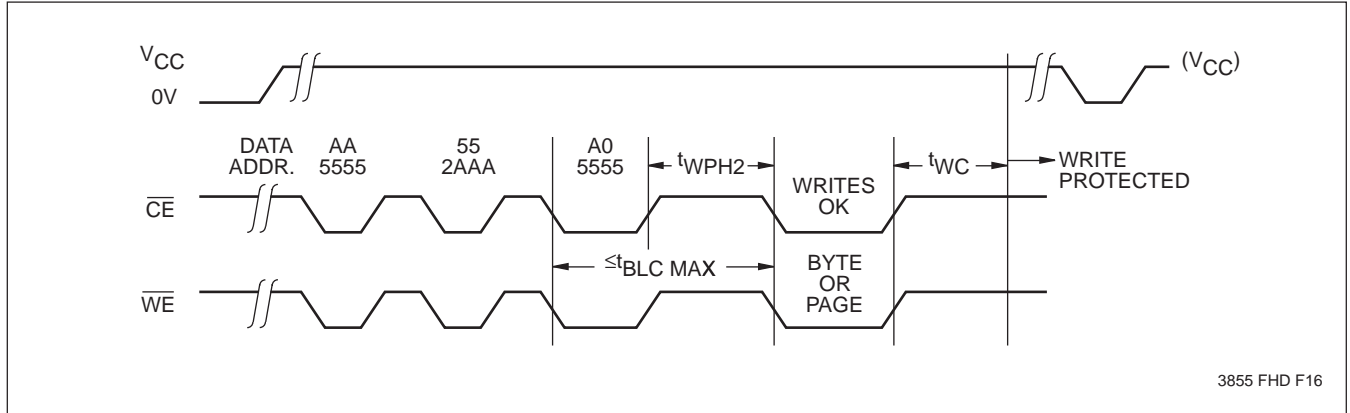 VCC
0V
(VCC)
DATA AA 55 A0
ADDR. 5555 2AAA 5555
tWPH2
WRITES
OK
tWC
WRITE
PROTECTED
CE
≤tBLC MAX
BYTE
OR
PAGE
WE
3855 FHD F16